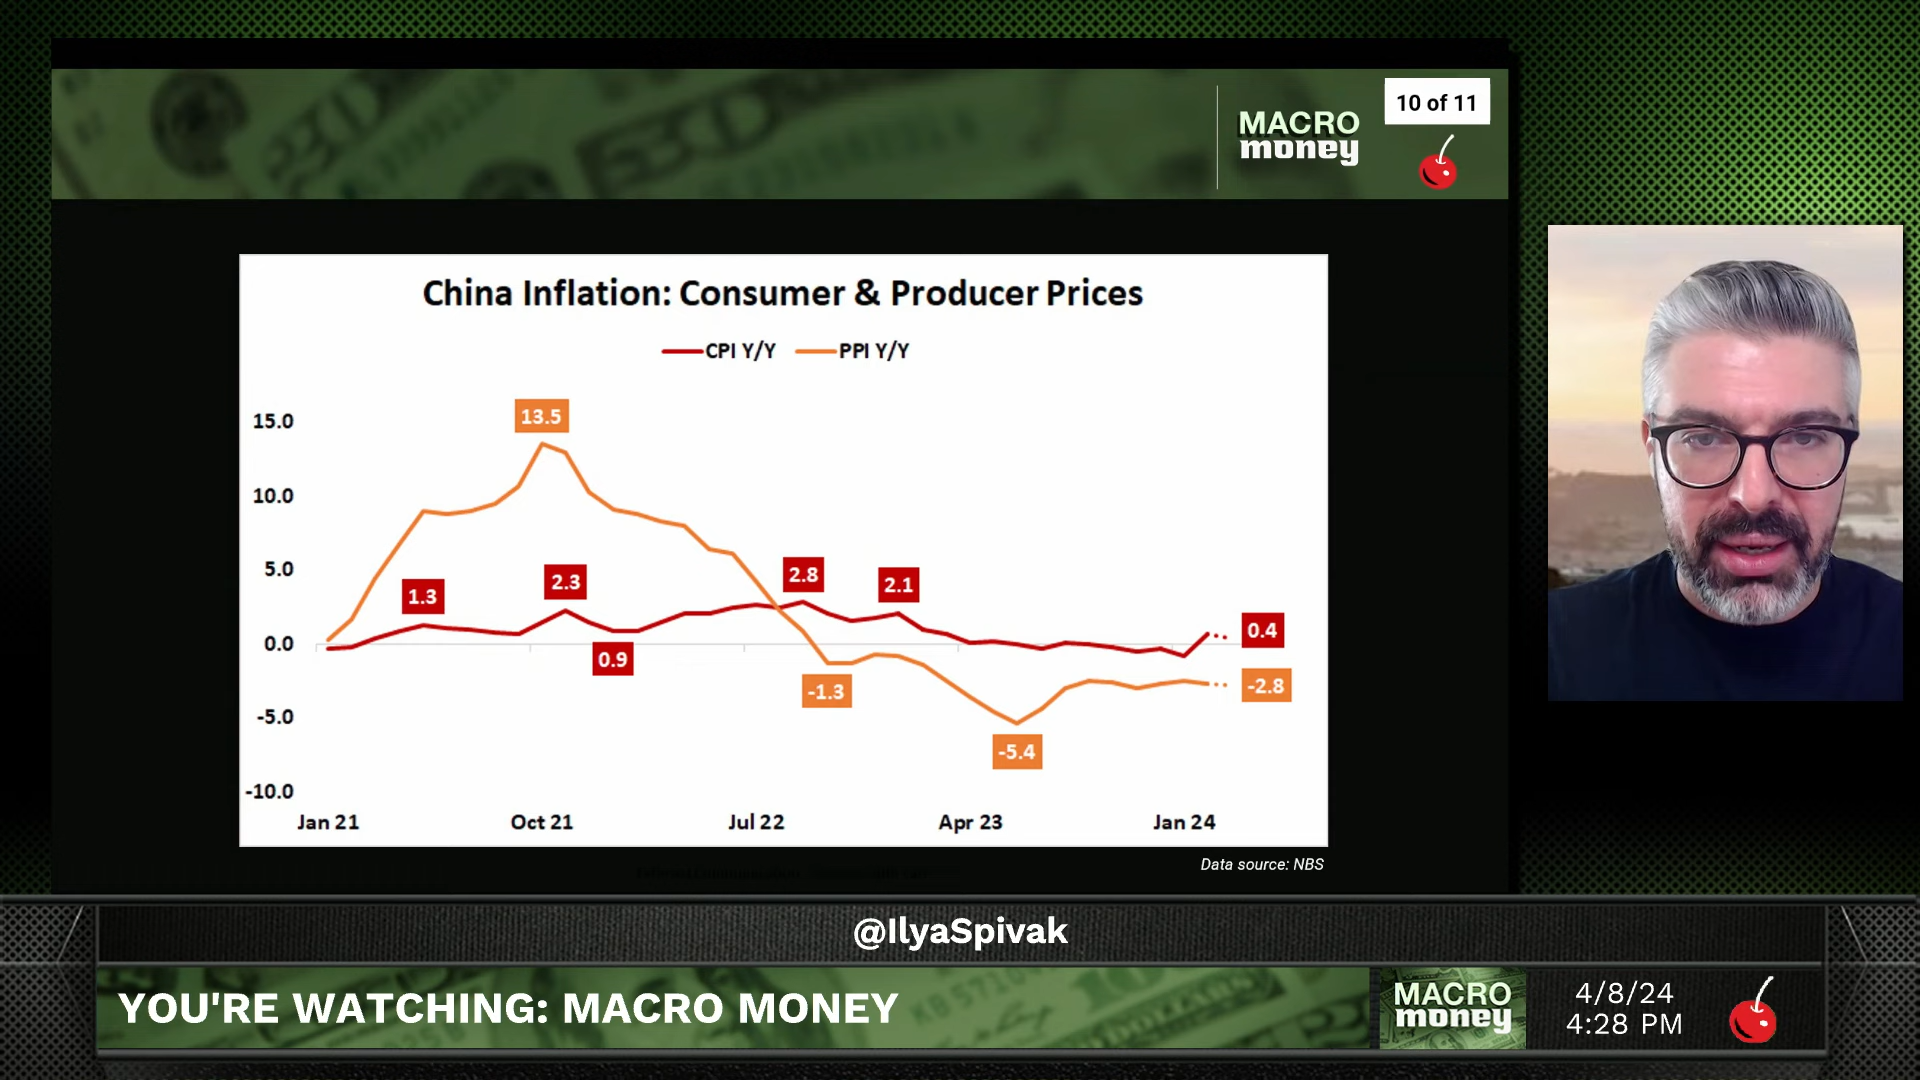 MACRO
money
10 of 11
China Inflation: Consumer & Producer Prices
CPI Y/Y
PPI Y/Y
15.0
10.0
5.0
0.0
-5.0
-10.0
13.5
1.3
2.3
0.9
2.8
2.1
-1.3
-5.4
0.4
-2.8
Jan 21
Oct 21
Jul 22
Apr 23
Jan 24
Data source: NBS
@IlyaSpivak
YOU'RE WATCHING: MACRO MONEY
MACRO
money
4/8/24
4:28 PM